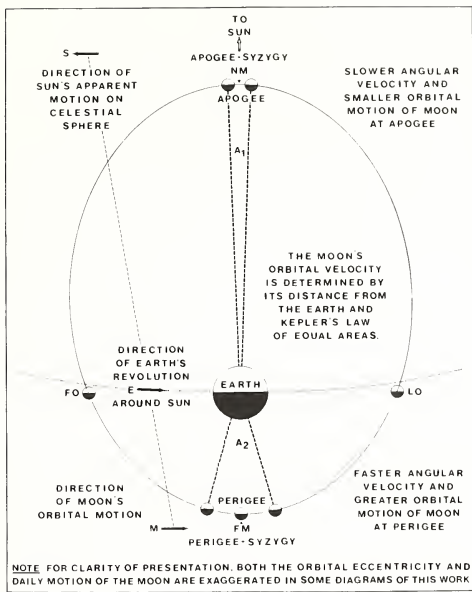 TO
SUN
APOGEE-SYZYGY
NM
APOGEE
S
DIRECTION OF
SUN'S APPARENT
MOTION ON
CELESTIAL
SPHERE
SLOWER ANGULAR
VELOCITY AND
SMALLER ORBITAL
MOTION OF MOON
AT APOGEE
A1
THE MOON'S
ORBITAL VELOCITY
IS DETERMINED BY
ITS DISTANCE FROM
THE EARTH AND
KEPLER'S LAW
OF EQUAL AREAS.
DIRECTION
OF EARTH'S
REVOLUTION
E
AROUND SUN
FQ
EARTH
LQ
A2
DIRECTION
OF MOON'S
ORBITAL MOTION
M
PERIGEE
FM
PERIGEE-SYZYGY
FASTER ANGULAR
VELOCITY AND
GREATER ORBITAL
MOTION OF MOON
AT PERIGEE
NOTE FOR CLARITY OF PRESENTATION, BOTH THE ORBITAL ECCENTRICITY AND
DAILY MOTION OF THE MOON ARE EXAGGERATED IN SOME DIAGRAMS OF THIS WORK